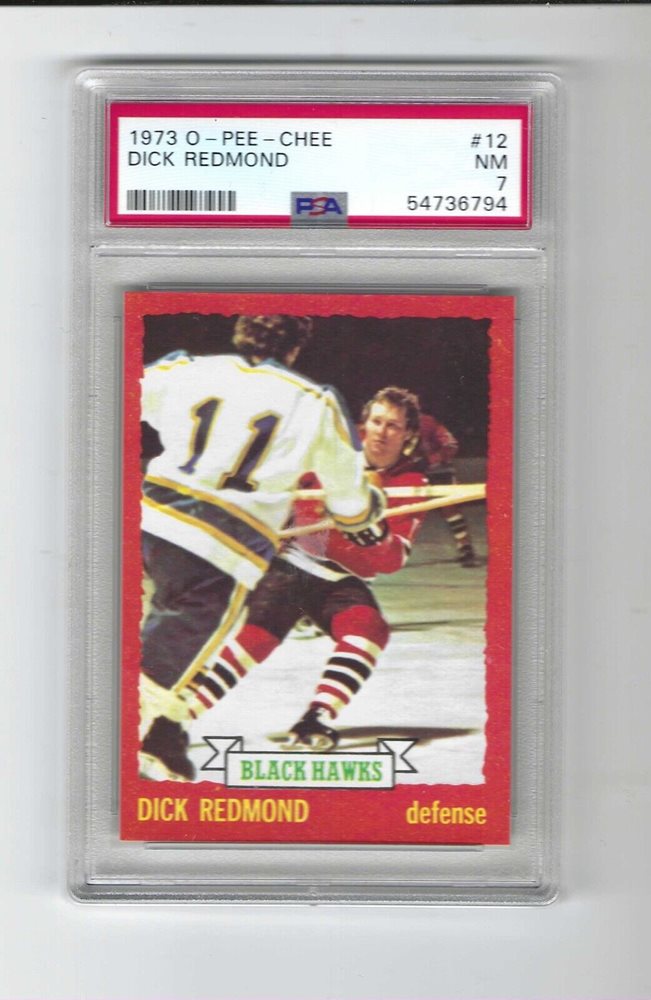 1973 O-PEE-CHEE #12
DICK REDMOND NM
7
PSA 54736794
11
BLACK HAWKS
DICK REDMOND defense